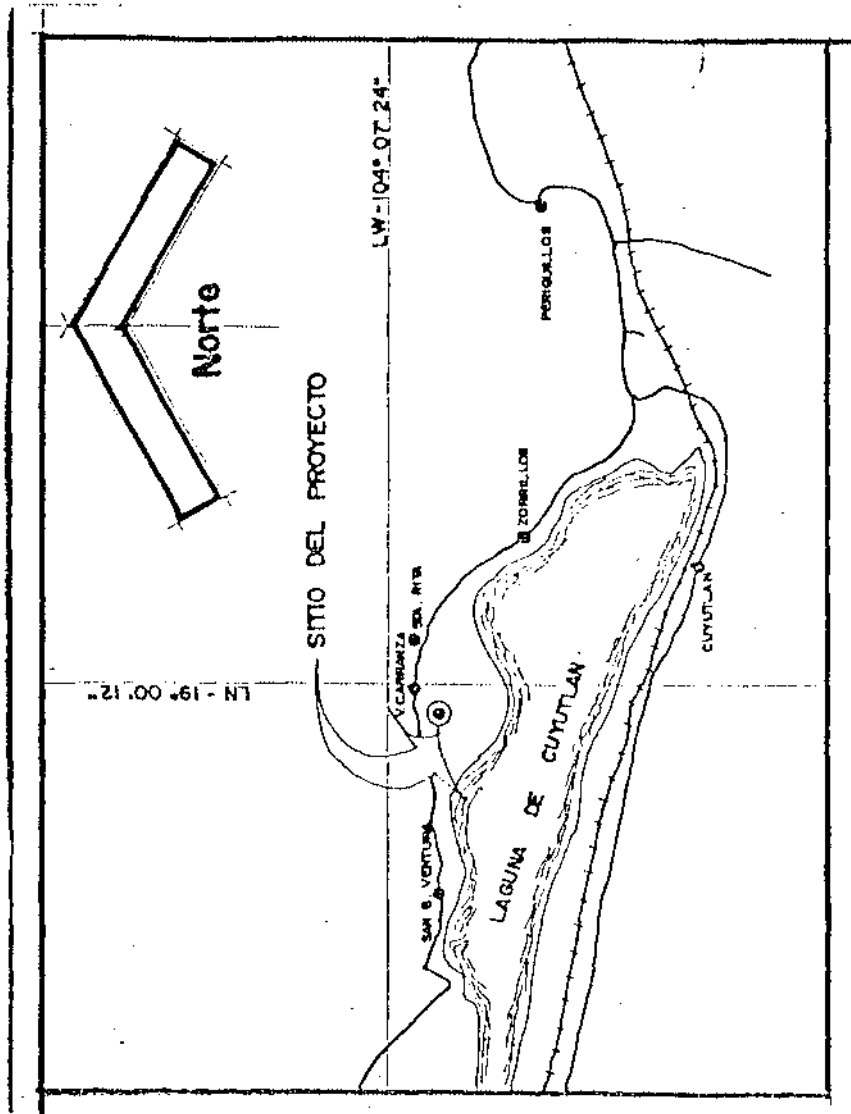 Norte
SITIO DEL PROYECTO
LW-104° 07' 24"
LN - 19° 00' 12"
PERIQUILLOS
ZORRILLOS
STA. RITA
V. CARRANZA
SAN B. VENTURA
CUYUTLAN
LAGUNA DE CUYUTLAN